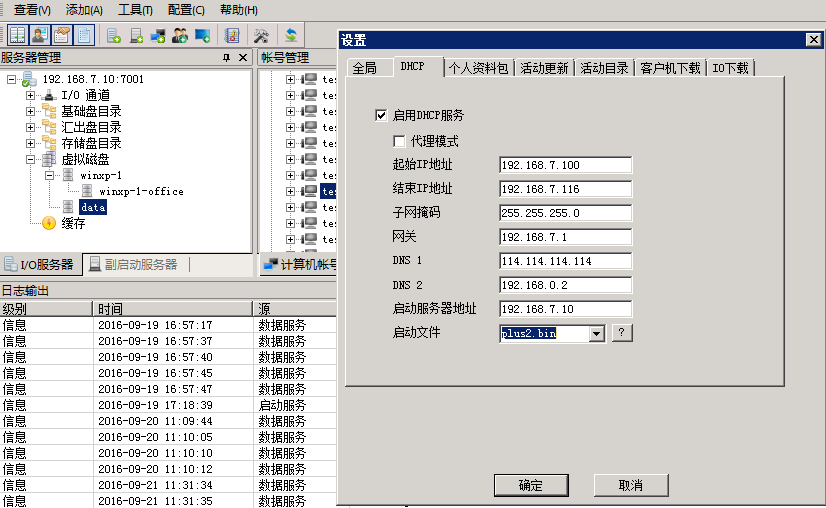 查看(V) 添加(A) 工具(T) 配置(C) 帮助(H)
服务器管理
192.168.7.10:7001
I/O 通道
基础盘目录
汇出盘目录
存储盘目录
虚拟磁盘
winxp-1
winxp-1-office
data
缓存
I/O服务器 副启动服务器
帐号管理
te
te
te
te
te
te
te
te
te
te
te
计算机帐号
设置
全局 DHCP 个人资料包 活动更新 活动目录 客户机下载 IO下载
启用DHCP服务
代理模式
起始IP地址 192.168.7.100
结束IP地址 192.168.7.116
子网掩码 255.255.255.0
网关 192.168.7.1
DNS 1 114.114.114.114
DNS 2 192.168.0.2
启动服务器地址 192.168.7.10
启动文件 plus2.bin ?
确定 取消
日志输出
级别 时间 源
信息 2016-09-19 16:57:17 数据服务
信息 2016-09-19 16:57:37 数据服务
信息 2016-09-19 16:57:40 数据服务
信息 2016-09-19 16:57:45 数据服务
信息 2016-09-19 16:57:47 数据服务
信息 2016-09-19 17:18:39 启动服务
信息 2016-09-20 11:09:44 数据服务
信息 2016-09-20 11:10:05 数据服务
信息 2016-09-20 11:10:10 数据服务
信息 2016-09-20 11:10:12 数据服务
信息 2016-09-21 11:31:34 数据服务
信息 2016-09-21 11:31:35 数据服务